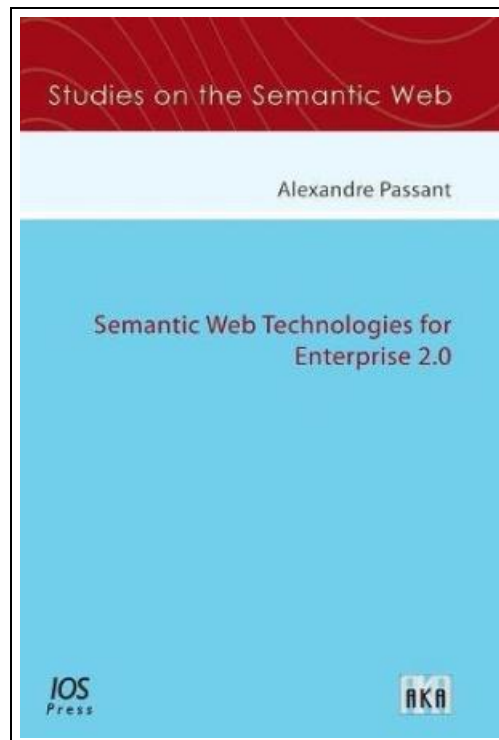 Studies on the Semantic Web
Alexandre Passant
Semantic Web Technologies for
Enterprise 2.0
IOS
Press
AKA